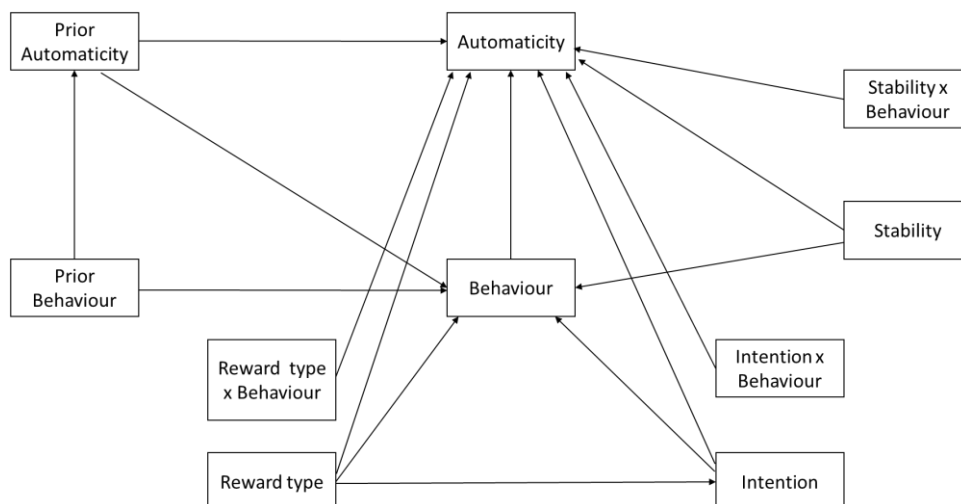 Prior
Automaticity
Automaticity
Stability x
Behaviour
Stability
Prior
Behaviour
Behaviour
Reward type
x Behaviour
Intention x
Behaviour
Reward type
Intention